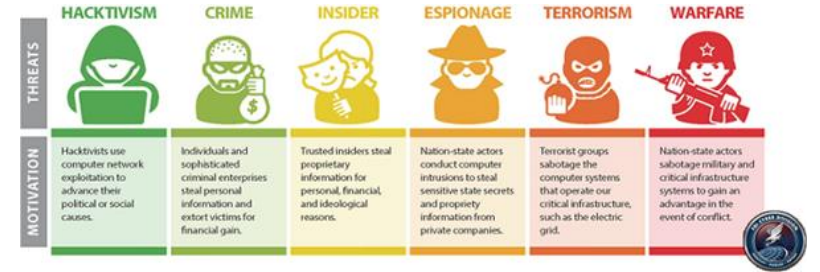 HACKTIVISM
CRIME
INSIDER
ESPIONAGE
TERRORISM
WARFARE
THREATS
$
MOTIVATION
Hacktivists use
computer network
exploitation to
advance their
political or social
causes.
Individuals and
sophisticated
criminal enterprises
steal personal
information and
extort victims for
financial gain.
Trusted insiders steal
proprietary
information for
personal, financial,
and ideological
reasons.
Nation-state actors
conduct computer
intrusions to steal
sensitive state secrets
and propriety
information from
private companies.
Terrorist groups
sabotage the
computer systems
that operate our
critical infrastructure,
such as the electric
grid.
Nation-state actors
sabotage military and
critical infrastructure
systems to gain an
advantage in the
event of conflict.